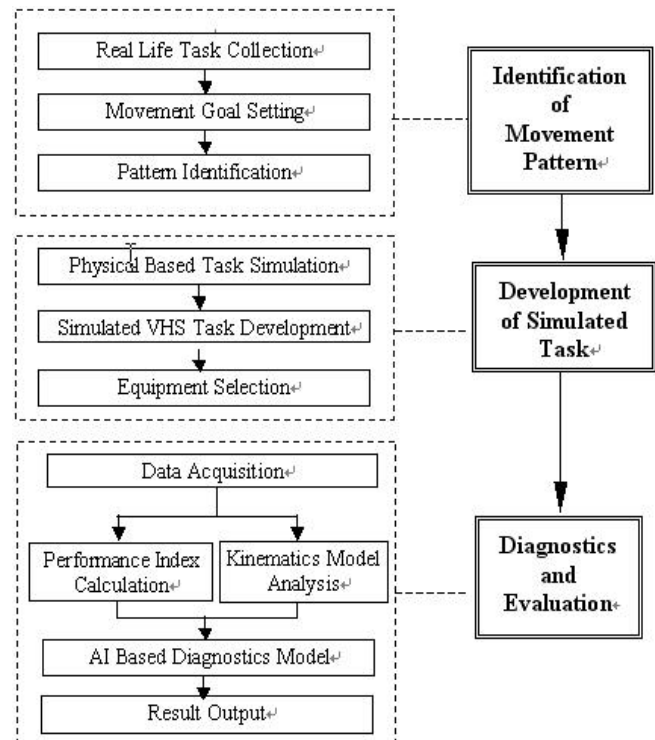 Real Life Task Collection↵
Movement Goal Setting↵
Pattern Identification↵
Identification
of
Movement
Pattern↵
Physical Based Task Simulation↵
Simulated VHS Task Development↵
Equipment Selection↵
Development
of Simulated
Task↵
Data Acquisition↵
Performance Index
Calculation↵
Kinematics Model
Analysis↵
AI Based Diagnostics Model↵
Result Output↵
Diagnostics
and
Evaluation↵